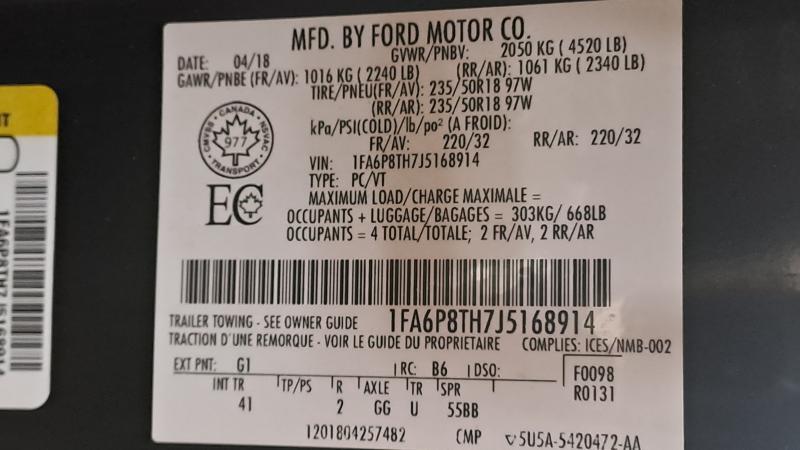 MFD. BY FORD MOTOR CO.
DATE: 04/18 GVWR/PNBV: 2050 KG ( 4520 LB)
GAWR/PNBE (FR/AV): 1016 KG ( 2240 LB) (RR/AR): 1061 KG ( 2340 LB)
TIRE/PNEU(FR/AV): 235/50R18 97W
(RR/AR): 235/50R18 97W
kPa/PSI(COLD)/lb/po² (A FROID):
FR/AV: 220/32 RR/AR: 220/32
VIN: 1FA6P8TH7J5168914
TYPE: PC/VT
MAXIMUM LOAD/CHARGE MAXIMALE =
OCCUPANTS + LUGGAGE/BAGAGES = 303KG/ 668LB
OCCUPANTS = 4 TOTAL/TOTALE; 2 FR/AV, 2 RR/AR
CANADA
CMVSS NSVAC
977
TRANSPORT
EC
1FA6P8TH7J5168914
TRAILER TOWING - SEE OWNER GUIDE
TRACTION D'UNE REMORQUE - VOIR LE GUIDE DU PROPRIETAIRE COMPLIES: ICES/NMB-002
EXT PNT: G1 RC: B6 DSO: F0098
INT TR TP/PS R AXLE TR SPR R0131
41 2 GG U 55BB
1201804257482 CMP 5U5A-5420472-AA
1FA6P8TH7J5168914